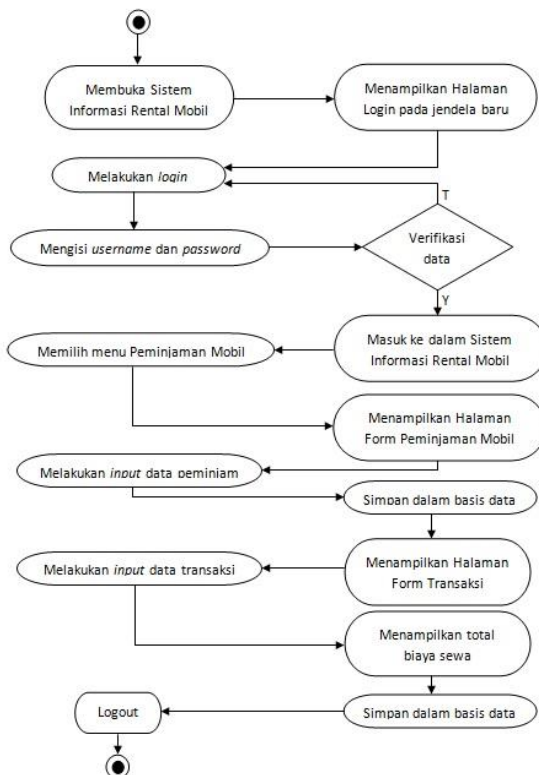 Membuka Sistem
Informasi Rental Mobil
Menampilkan Halaman
Login pada jendela baru
Melakukan login
T
Mengisi username dan password
Verifikasi
data
Y
Masuk ke dalam Sistem
Informasi Rental Mobil
Memilih menu Peminjaman Mobil
Menampilkan Halaman
Form Peminjaman Mobil
Melakukan input data peminjam
Simpan dalam basis data
Menampilkan Halaman
Form Transaksi
Melakukan input data transaksi
Menampilkan total
biaya sewa
Simpan dalam basis data
Logout